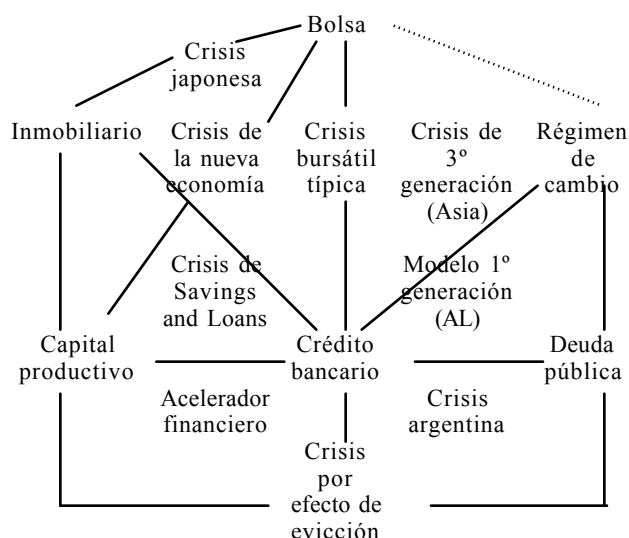 Bolsa
Crisis
japonesa
Inmobiliario
Crisis de
la nueva
economía
Crisis
bursátil
típica
Crisis de
3º
generación
(Asia)
Régimen
de
cambio
Crisis de
Savings
and Loans
Modelo 1º
generación
(AL)
Capital
productivo
Crédito
bancario
Deuda
pública
Acelerador
financiero
Crisis
argentina
Crisis
por
efecto de
evicción